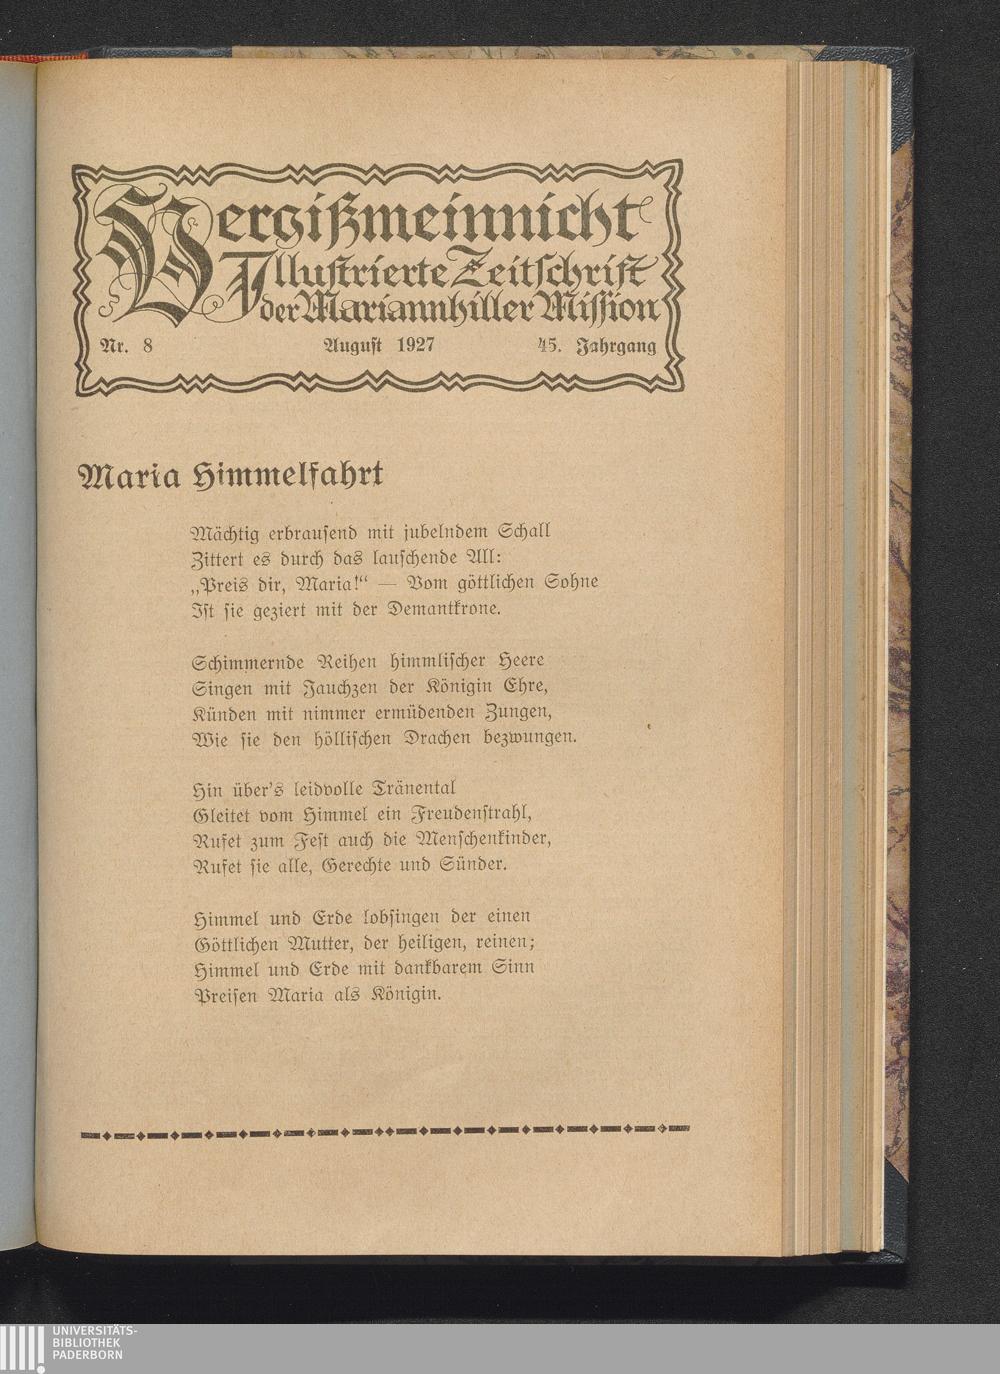 Vergißmeinnicht
Illustrierte Zeitschrift
der Mariannhiller Mission
Nr. 8 August 1927 45. Jahrgang
Maria Himmelfahrt
Mächtig erbrausend mit jubelndem Schall
Zittert es durch das lauschende All:
„Preis dir, Maria!“ — Vom göttlichen Sohne
Ist sie geziert mit der Demantkrone.
Schimmernde Reihen himmlischer Heere
Singen mit Jauchzen der Königin Ehre,
Künden mit nimmer ermüdenden Zungen,
Wie sie den höllischen Drachen bezwungen.
Hin über's leidvolle Tränental
Gleitet vom Himmel ein Freudenstrahl,
Rufet zum Fest auch die Menschenkinder,
Rufet sie alle, Gerechte und Sünder.
Himmel und Erde lobsingen der einen
Göttlichen Mutter, der heiligen, reinen;
Himmel und Erde mit dankbarem Sinn
Preisen Maria als Königin.
UNIVERSITÄTS-
BIBLIOTHEK
PADERBORN